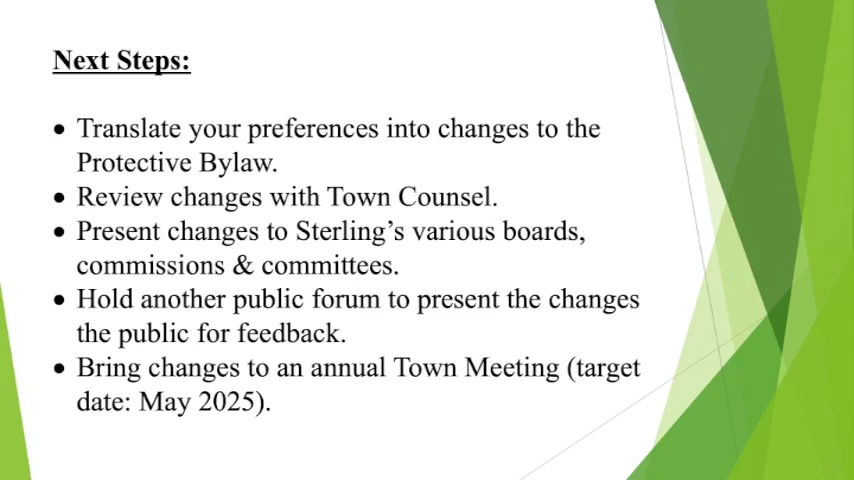 Next Steps:
• Translate your preferences into changes to the
Protective Bylaw.
• Review changes with Town Counsel.
• Present changes to Sterling’s various boards,
commissions & committees.
• Hold another public forum to present the changes
the public for feedback.
• Bring changes to an annual Town Meeting (target
date: May 2025).